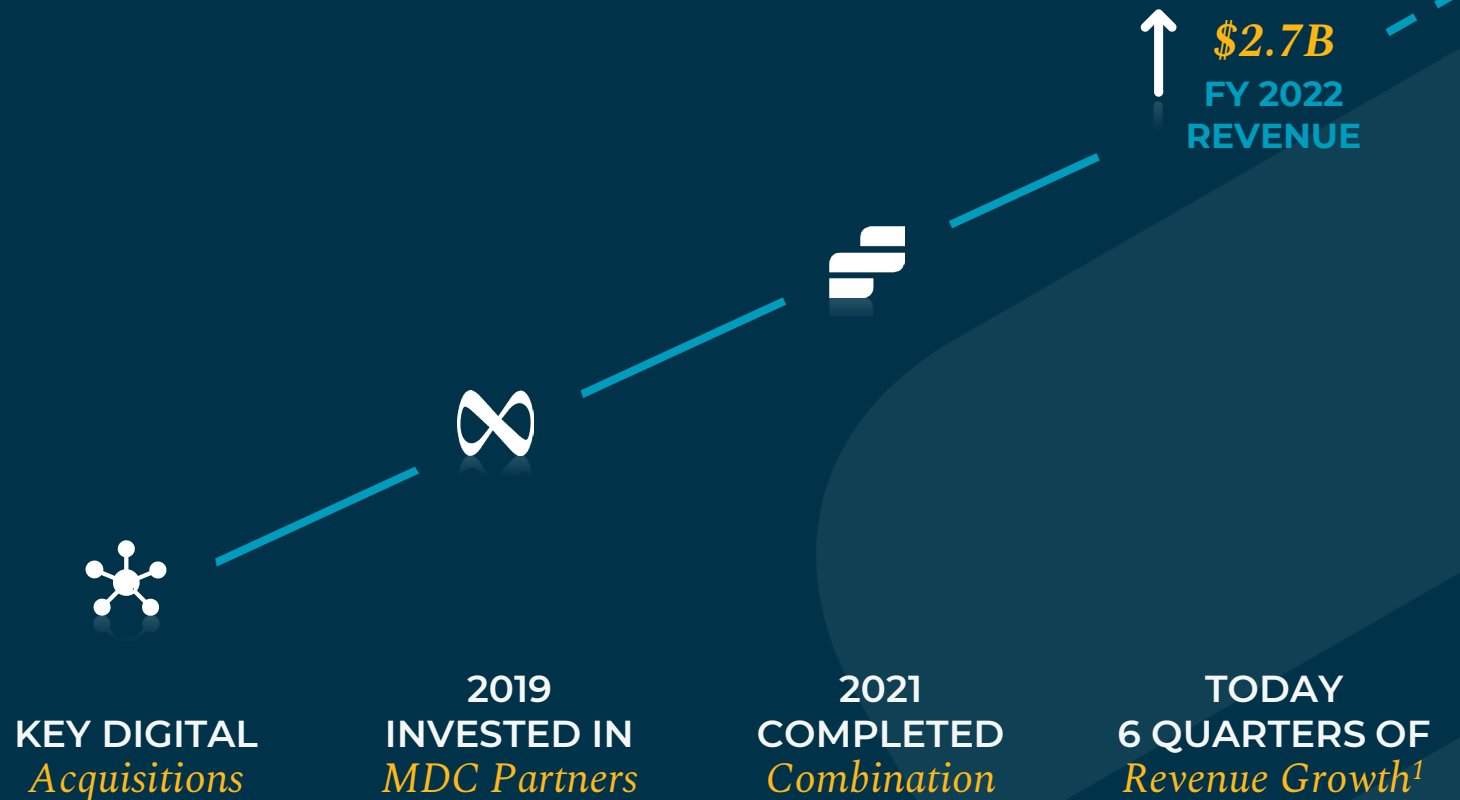 $2.7B
FY 2022
REVENUE
KEY DIGITAL
Acquisitions
2019
INVESTED IN
MDC Partners
2021
COMPLETED
Combination
TODAY
6 QUARTERS OF
Revenue Growth¹